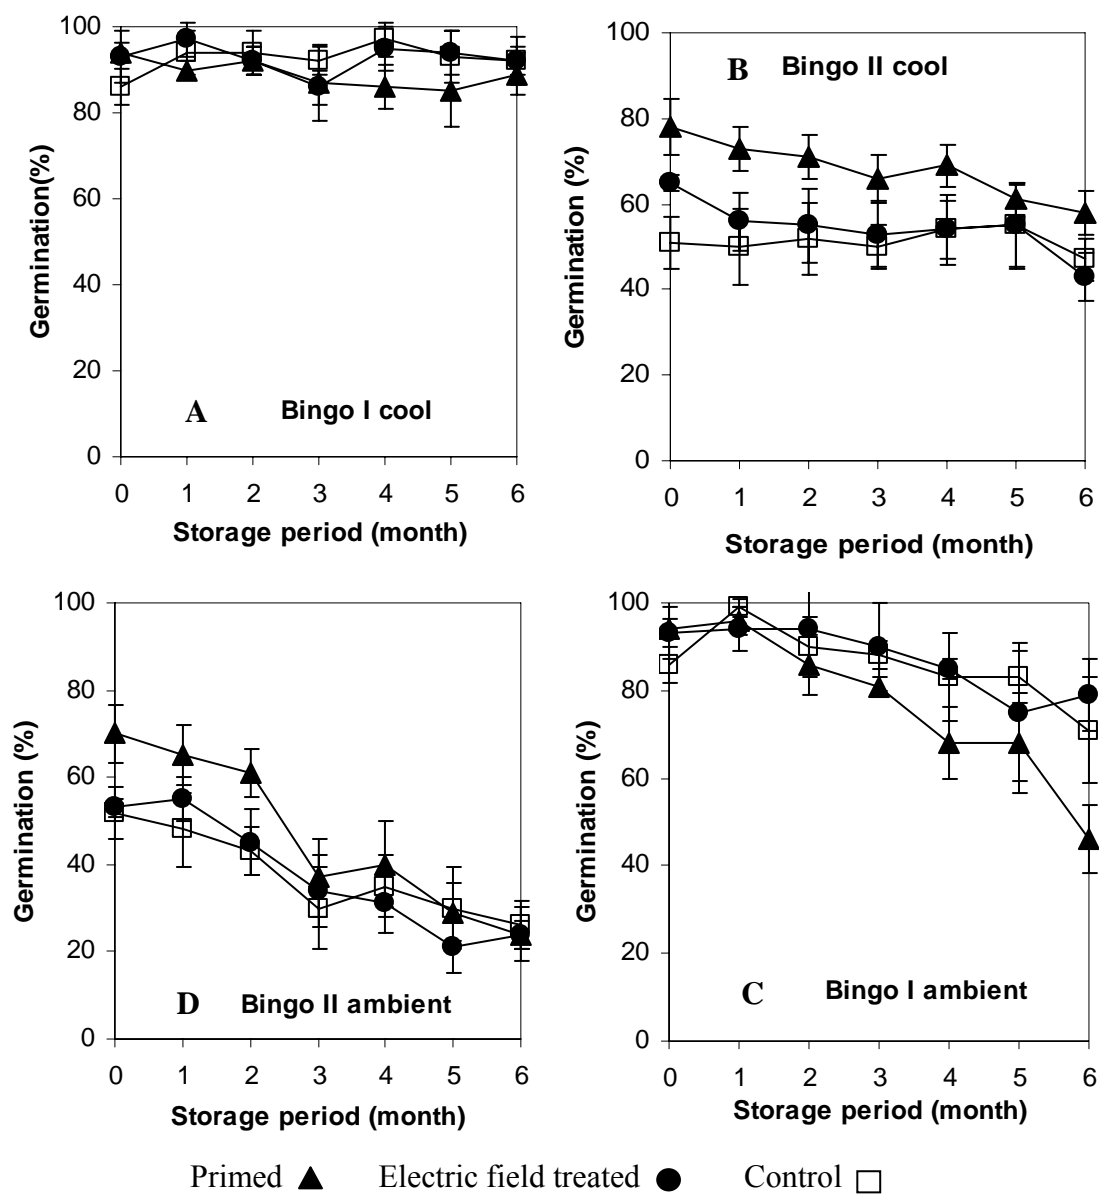 100
80
60
40
20
0
Germination(%)
A Bingo I cool
0 1 2 3 4 5 6
Storage period (month)
100
80
60
40
20
0
Germination (%)
B Bingo II cool
0 1 2 3 4 5 6
Storage period (month)
100
80
60
40
20
0
Germination (%)
D Bingo II ambient
0 1 2 3 4 5 6
Storage period (month)
100
80
60
40
20
0
Germination (%)
C Bingo I ambient
0 1 2 3 4 5 6
Storage period (month)
Primed Electric field treated Control